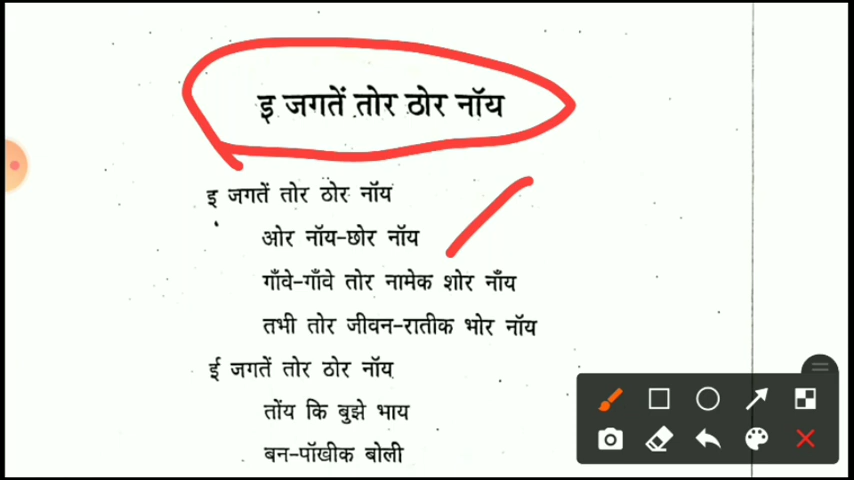 इ जगतें तोर ठोर नॉय
इ जगतें तोर ठोर नॉय
ओर नॉय-छोर नॉय
गाँवे-गाँवे तोर नामेक शोर नाँय
तभी तोर जीवन-रातीक भोर नॉय
ई जगतें तोर ठोर नॉय
तोंय कि बुझे भाय
बन-पॉखीक बोली